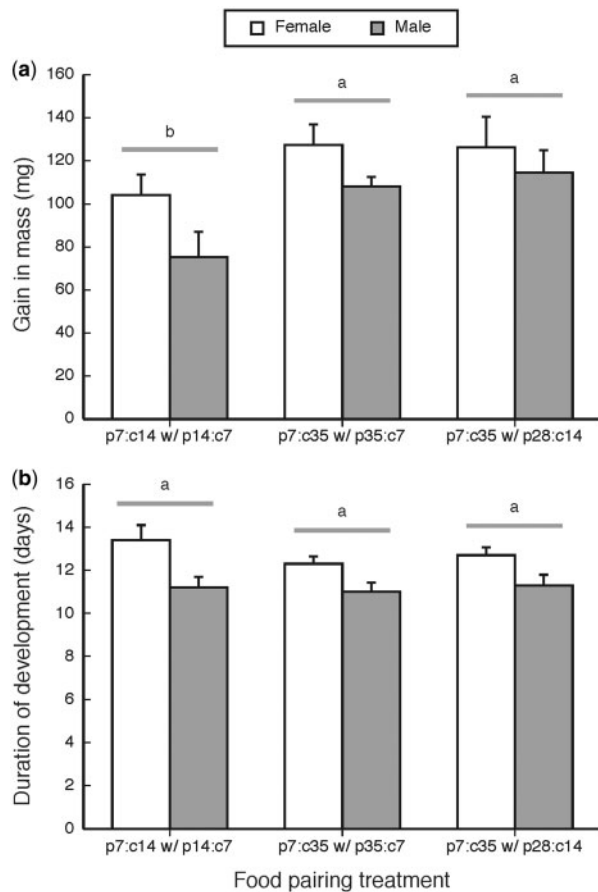 Female Male
(a)
160
140
120
100
80
60
40
20
0
Gain in mass (mg)
b
a
a
p7:c14 w/ p14:c7 p7:c35 w/ p35:c7 p7:c35 w/ p28:c14
(b)
16
14
12
10
8
6
4
2
0
Duration of development (days)
a
a
a
p7:c14 w/ p14:c7 p7:c35 w/ p35:c7 p7:c35 w/ p28:c14
Food pairing treatment